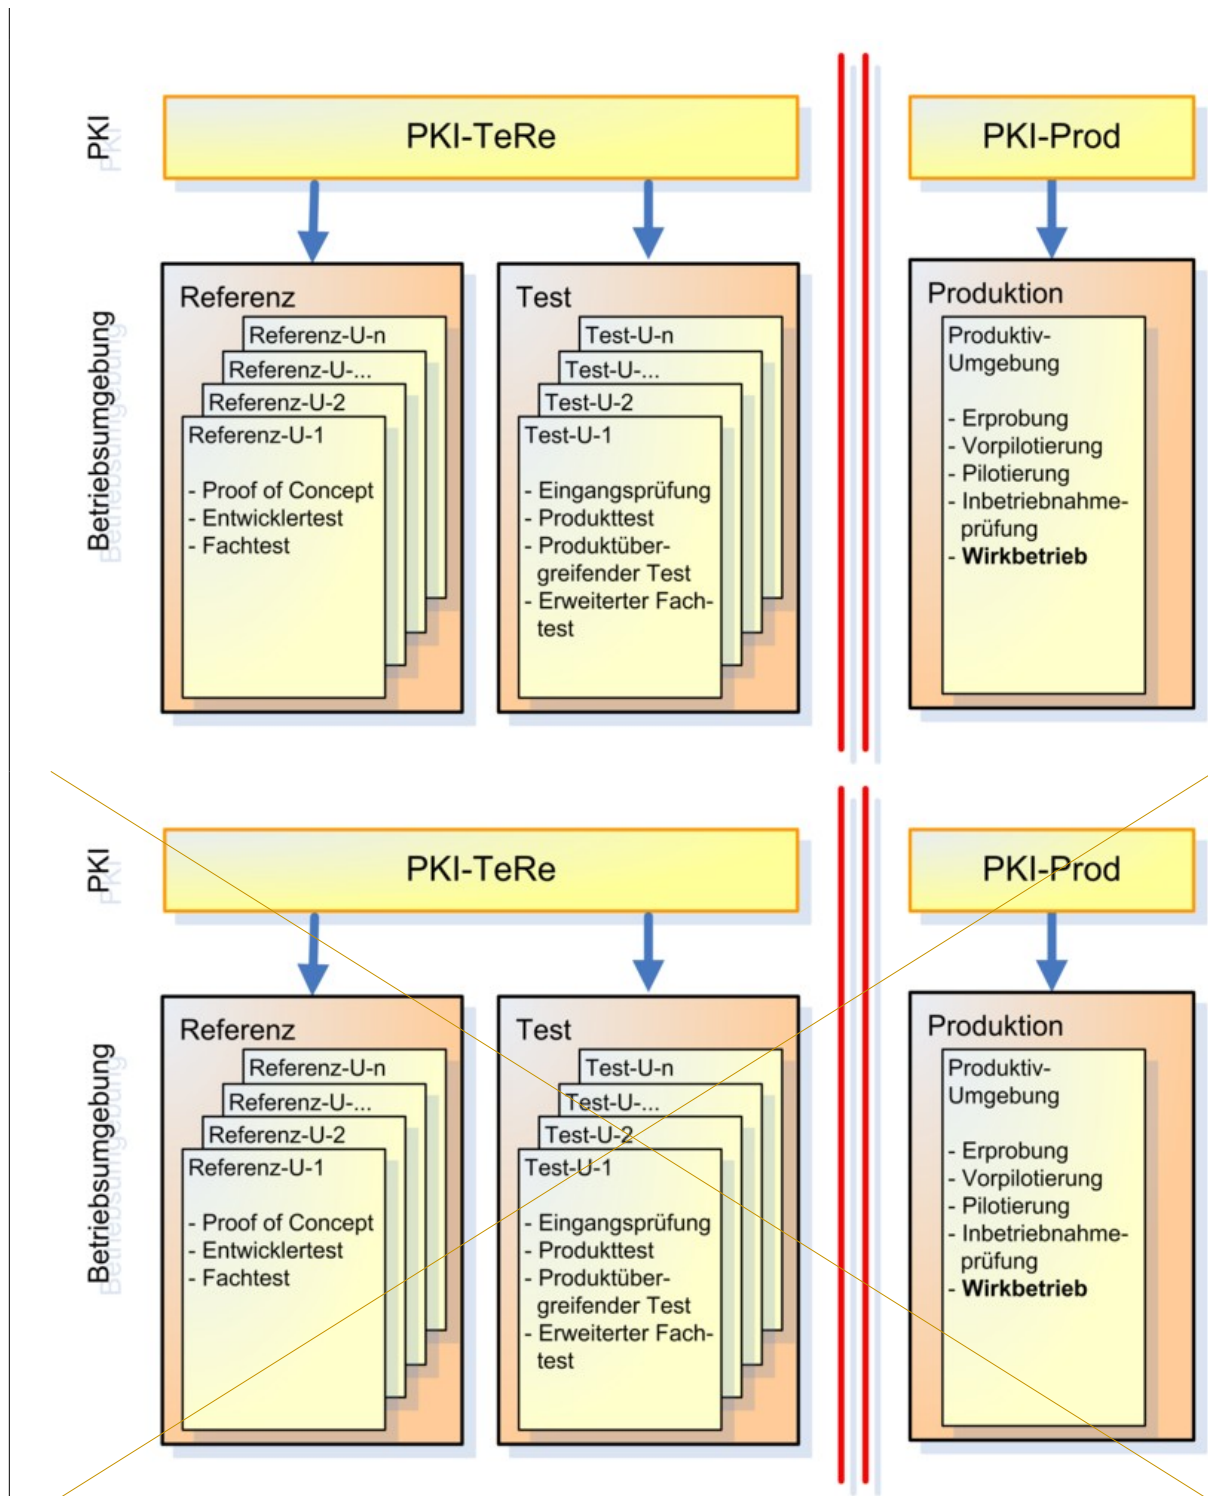 PKI
PKI-TeRe
PKI-Prod
Betriebsumgebung
Referenz
Referenz-U-n
Referenz-U-...
Referenz-U-2
Referenz-U-1
- Proof of Concept
- Entwicklertest
- Fachtest
Test
Test-U-n
Test-U-...
Test-U-2
Test-U-1
- Eingangsprüfung
- Produkttest
- Produktüber-
greifender Test
- Erweiterter Fach-
test
Produktion
Produktiv-
Umgebung
- Erprobung
- Vorpilotierung
- Pilotierung
- Inbetriebnahme-
prüfung
- Wirkbetrieb
PKI
PKI-TeRe
PKI-Prod
Betriebsumgebung
Referenz
Referenz-U-n
Referenz-U-...
Referenz-U-2
Referenz-U-1
- Proof of Concept
- Entwicklertest
- Fachtest
Test
Test-U-n
Test-U-...
Test-U-2
Test-U-1
- Eingangsprüfung
- Produkttest
- Produktüber-
greifender Test
- Erweiterter Fach-
test
Produktion
Produktiv-
Umgebung
- Erprobung
- Vorpilotierung
- Pilotierung
- Inbetriebnahme-
prüfung
- Wirkbetrieb